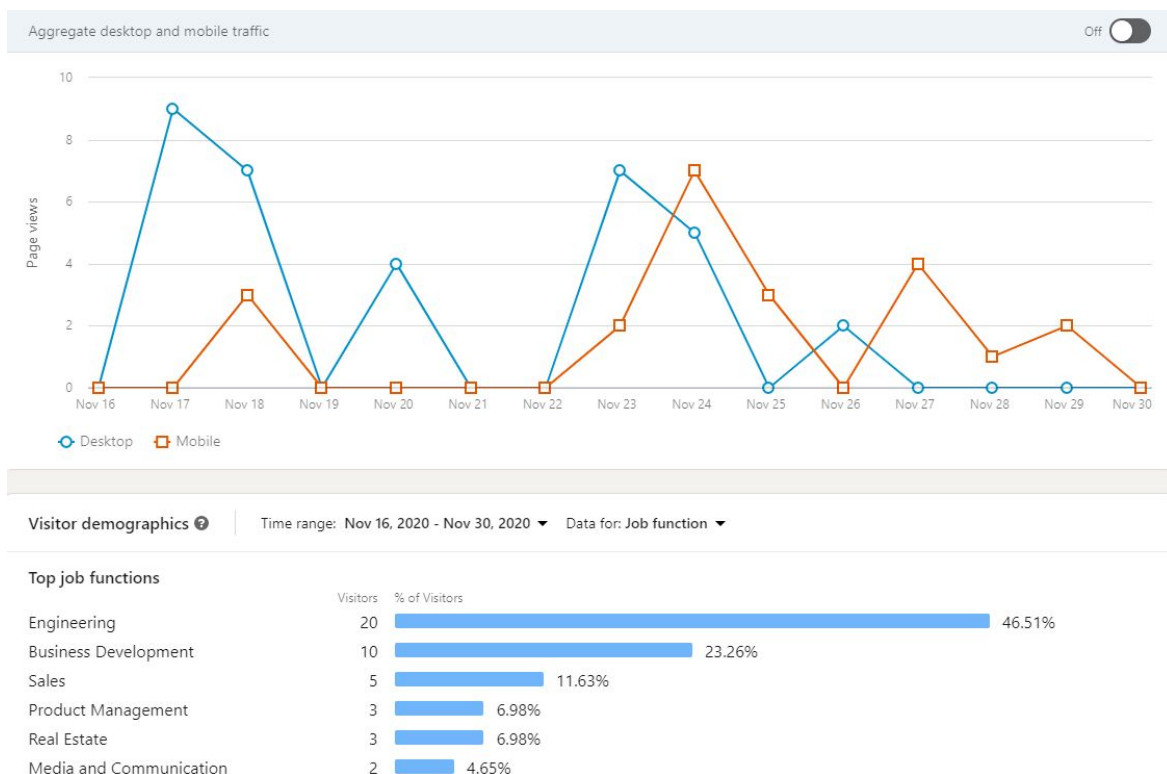 Aggregate desktop and mobile traffic Off
10
8
6
4
2
0
Page views
Nov 16 Nov 17 Nov 18 Nov 19 Nov 20 Nov 21 Nov 22 Nov 23 Nov 24 Nov 25 Nov 26 Nov 27 Nov 28 Nov 29 Nov 30
Desktop Mobile
Visitor demographics ? Time range: Nov 16, 2020 - Nov 30, 2020 Data for: Job function
Top job functions
Visitors % of Visitors
Engineering 20 46.51%
Business Development 10 23.26%
Sales 5 11.63%
Product Management 3 6.98%
Real Estate 3 6.98%
Media and Communication 2 4.65%